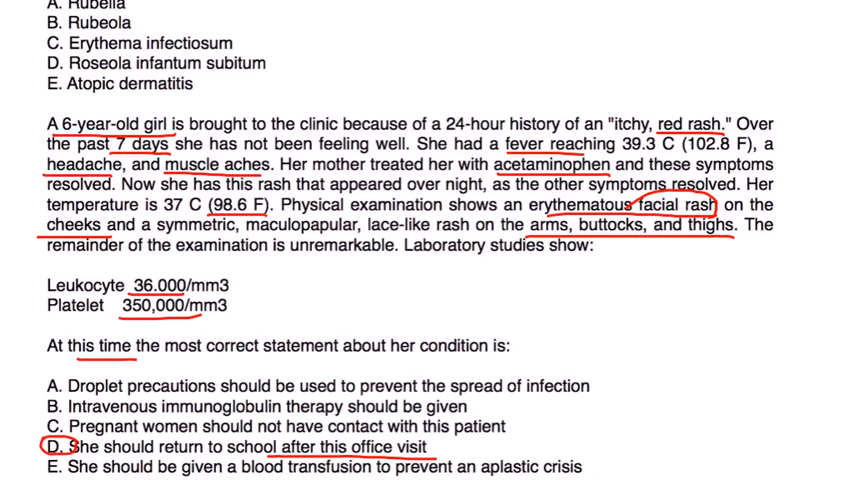 A. Rubella
B. Rubeola
C. Erythema infectiosum
D. Roseola infantum subitum
E. Atopic dermatitis
A 6-year-old girl is brought to the clinic because of a 24-hour history of an "itchy, red rash." Over
the past 7 days she has not been feeling well. She had a fever reaching 39.3 C (102.8 F), a
headache, and muscle aches. Her mother treated her with acetaminophen and these symptoms
resolved. Now she has this rash that appeared over night, as the other symptoms resolved. Her
temperature is 37 C (98.6 F). Physical examination shows an erythematous facial rash on the
cheeks and a symmetric, maculopapular, lace-like rash on the arms, buttocks, and thighs. The
remainder of the examination is unremarkable. Laboratory studies show:
Leukocyte 36.000/mm3
Platelet 350,000/mm3
At this time the most correct statement about her condition is:
A. Droplet precautions should be used to prevent the spread of infection
B. Intravenous immunoglobulin therapy should be given
C. Pregnant women should not have contact with this patient
D. She should return to school after this office visit
E. She should be given a blood transfusion to prevent an aplastic crisis